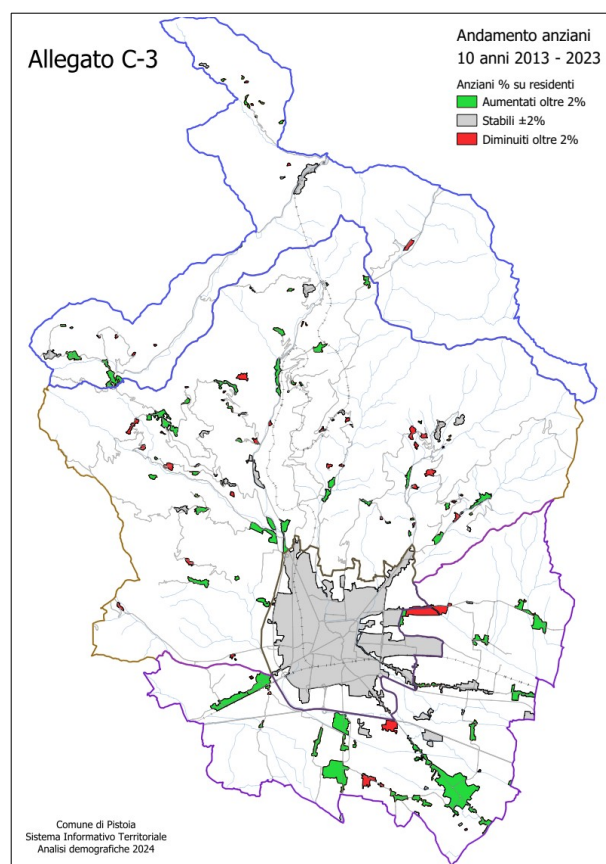 Allegato C-3
Andamento anziani
10 anni 2013 - 2023
Anziani % su residenti
Aumentati oltre 2%
Stabili ±2%
Diminuiti oltre 2%
Comune di Pistoia
Sistema Informativo Territoriale
Analisi demografiche 2024